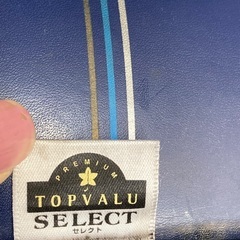 PREMIUM
TOPVALU
SELECT
セレクト